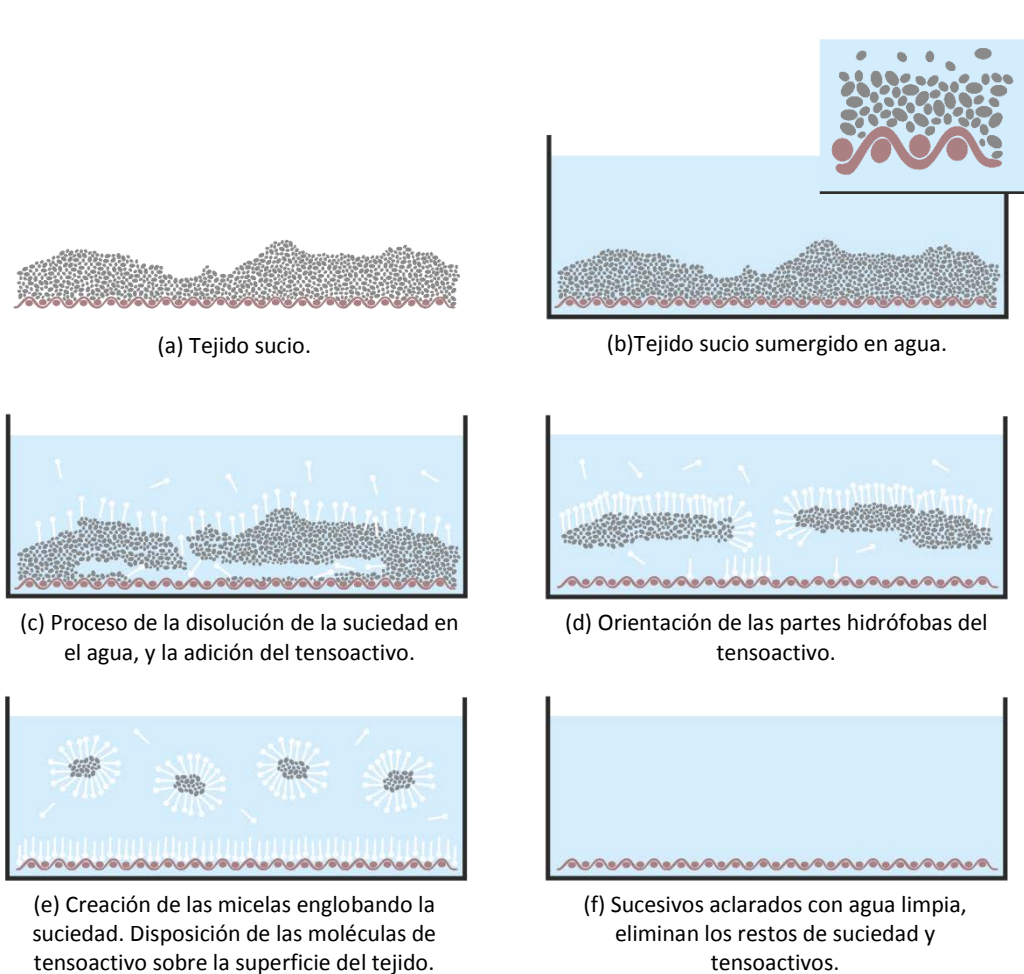 (a) Tejido sucio.
(b)Tejido sucio sumergido en agua.
(c) Proceso de la disolución de la suciedad en
el agua, y la adición del tensoactivo.
(d) Orientación de las partes hidrófobas del
tensoactivo.
(e) Creación de las micelas englobando la
suciedad. Disposición de las moléculas de
tensoactivo sobre la superficie del tejido.
(f) Sucesivos aclarados con agua limpia,
eliminan los restos de suciedad y
tensoactivos.